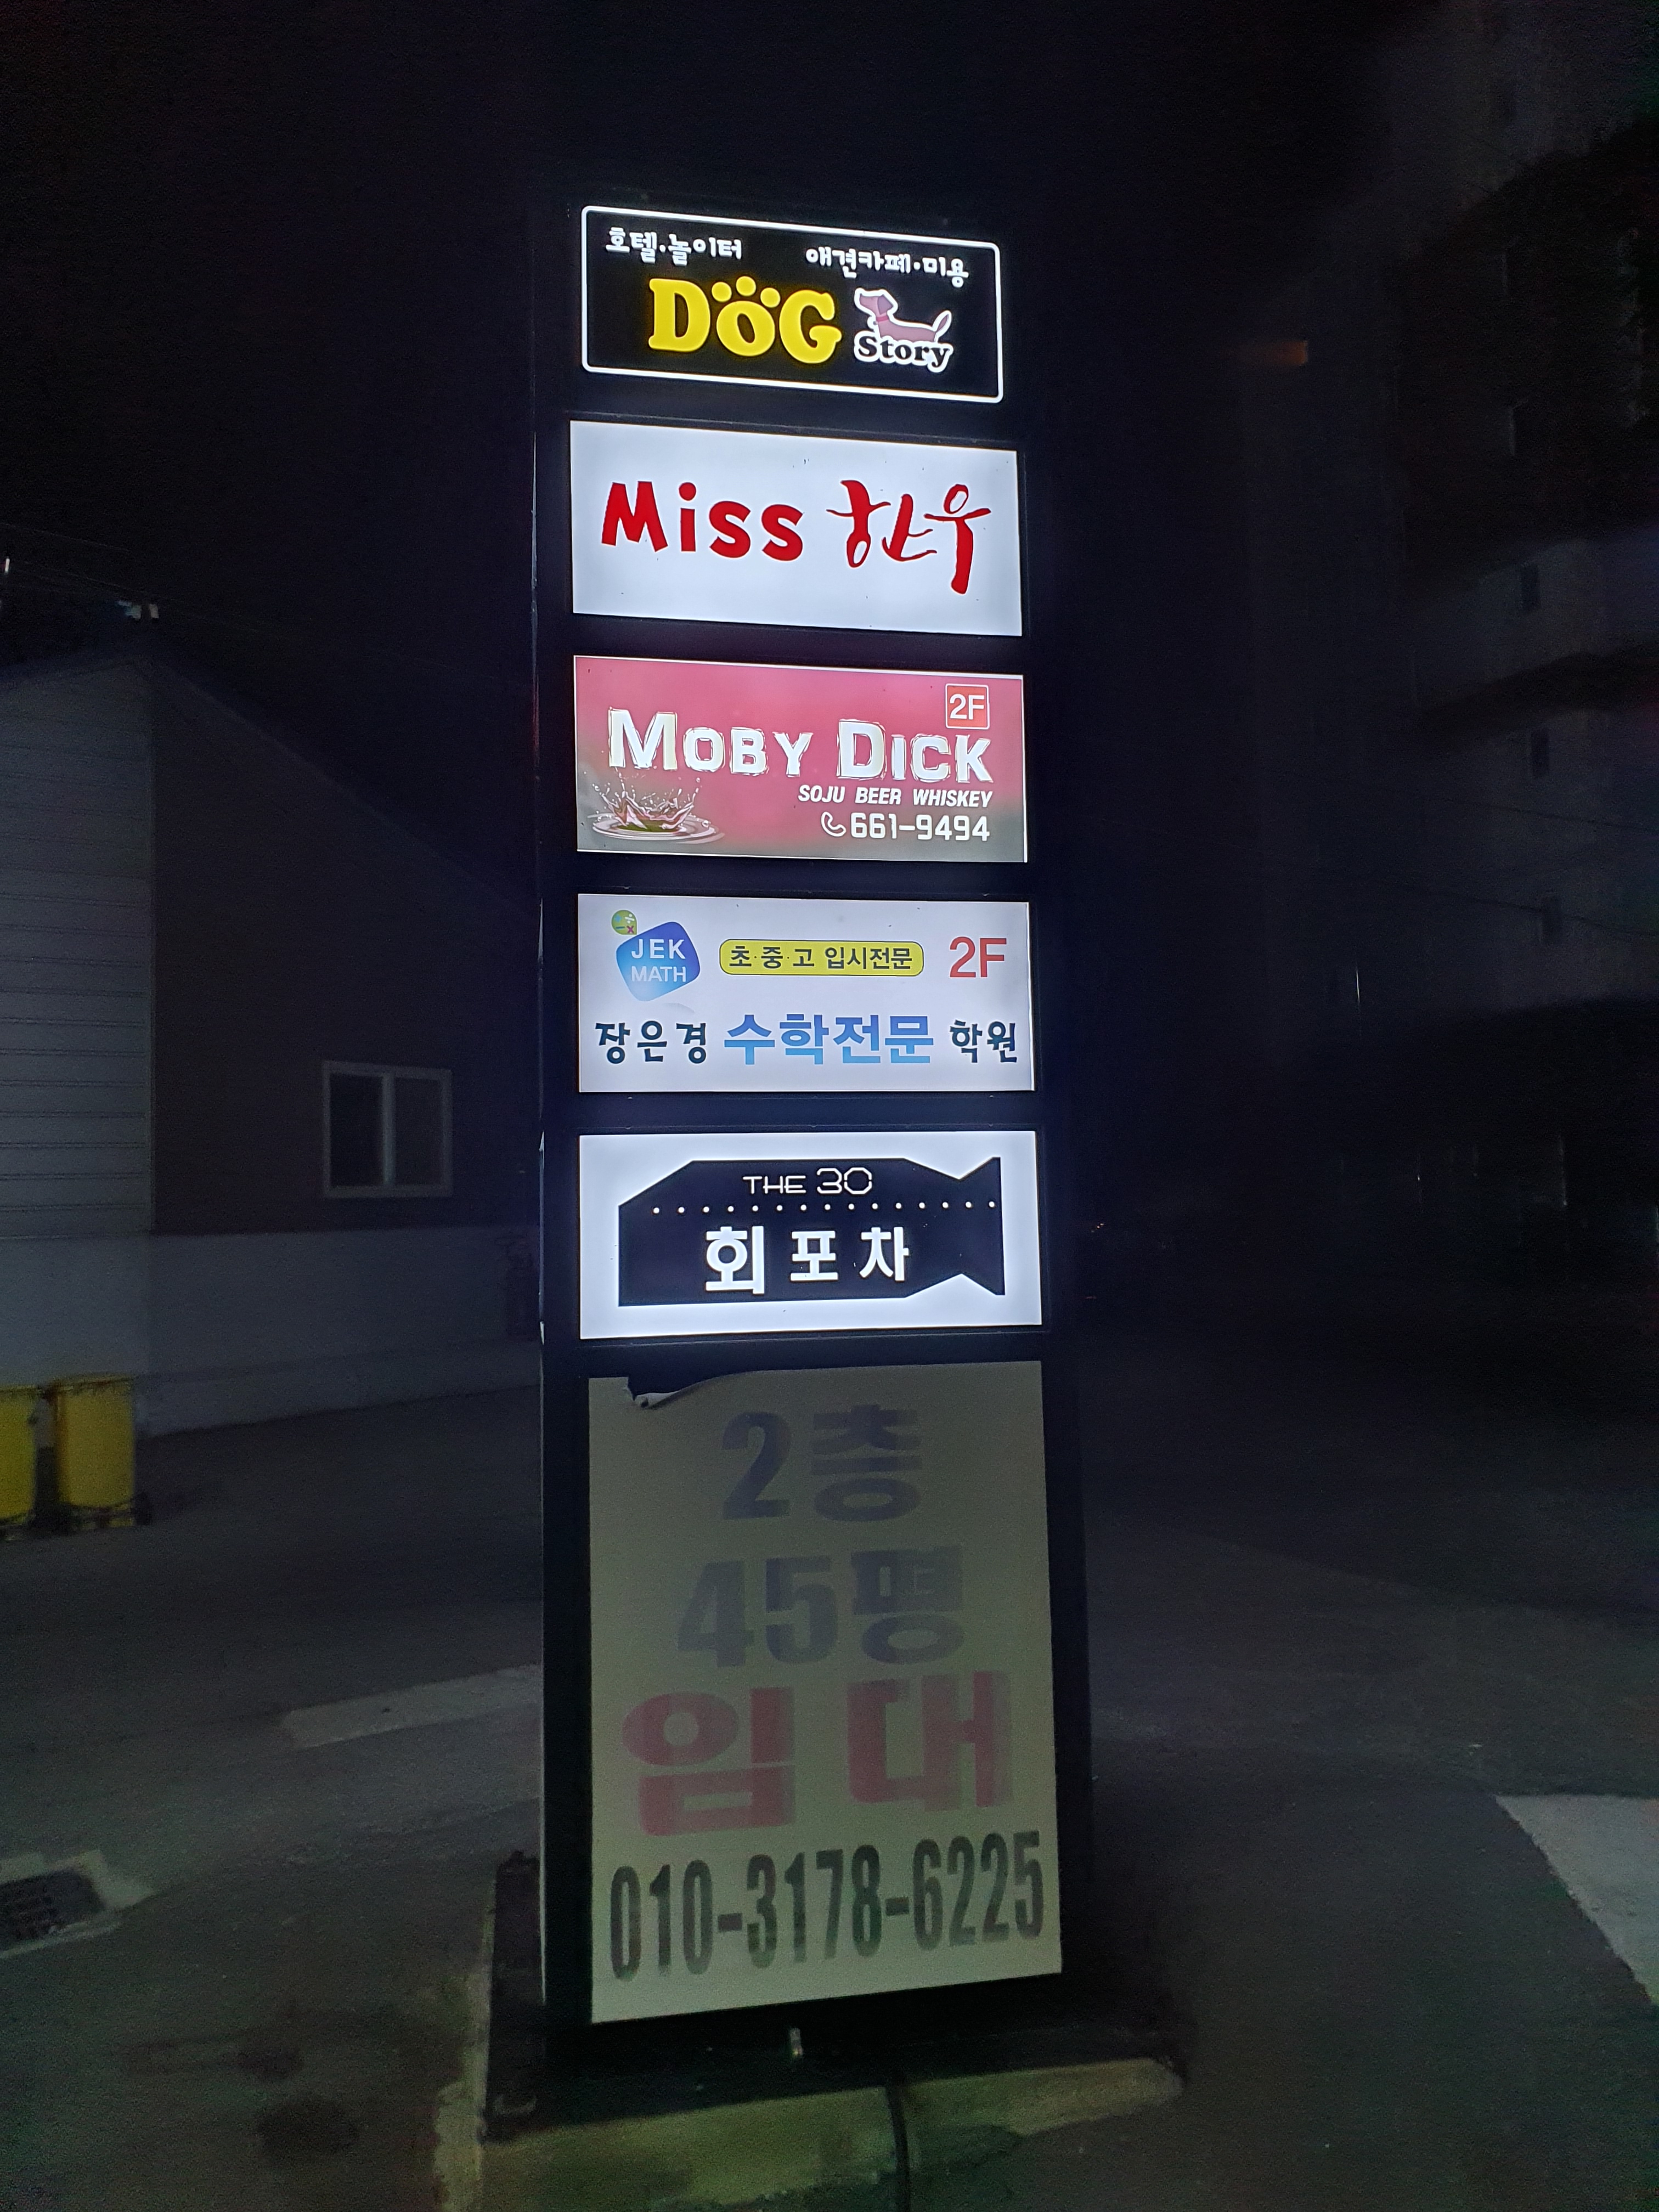 호텔·놀이터 애견카페·미용
DOG Story
Miss 한우
2F
MOBY DICK
SOJU BEER WHISKEY
661-9494
JEK MATH 초·중·고 입시전문 2F
장은경 수학전문 학원
THE 30
회포차
2층
45평
임대
010-3178-6225